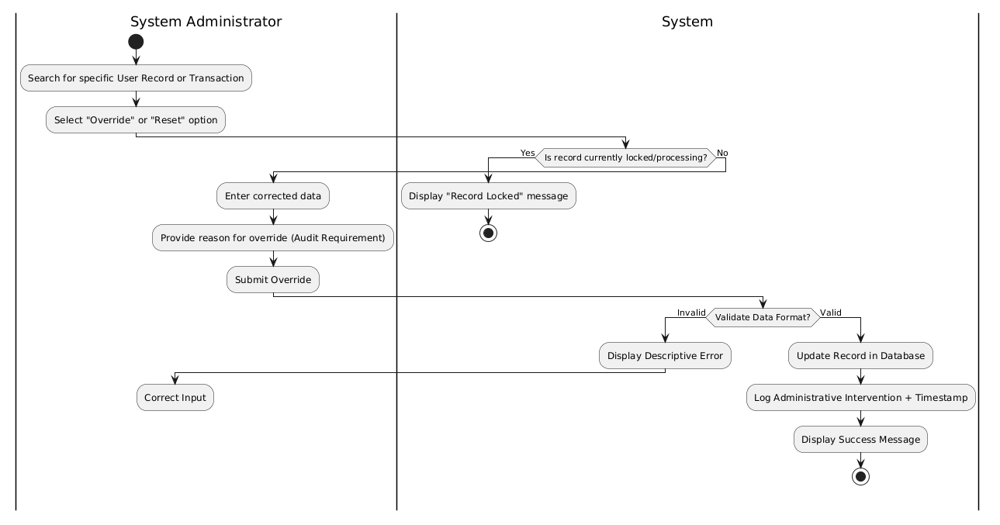 System Administrator
System
Search for specific User Record or Transaction
Select "Override" or "Reset" option
Yes
Is record currently locked/processing?
No
Enter corrected data
Display "Record Locked" message
Provide reason for override (Audit Requirement)
Submit Override
Invalid
Validate Data Format?
Valid
Display Descriptive Error
Update Record in Database
Correct Input
Log Administrative Intervention + Timestamp
Display Success Message